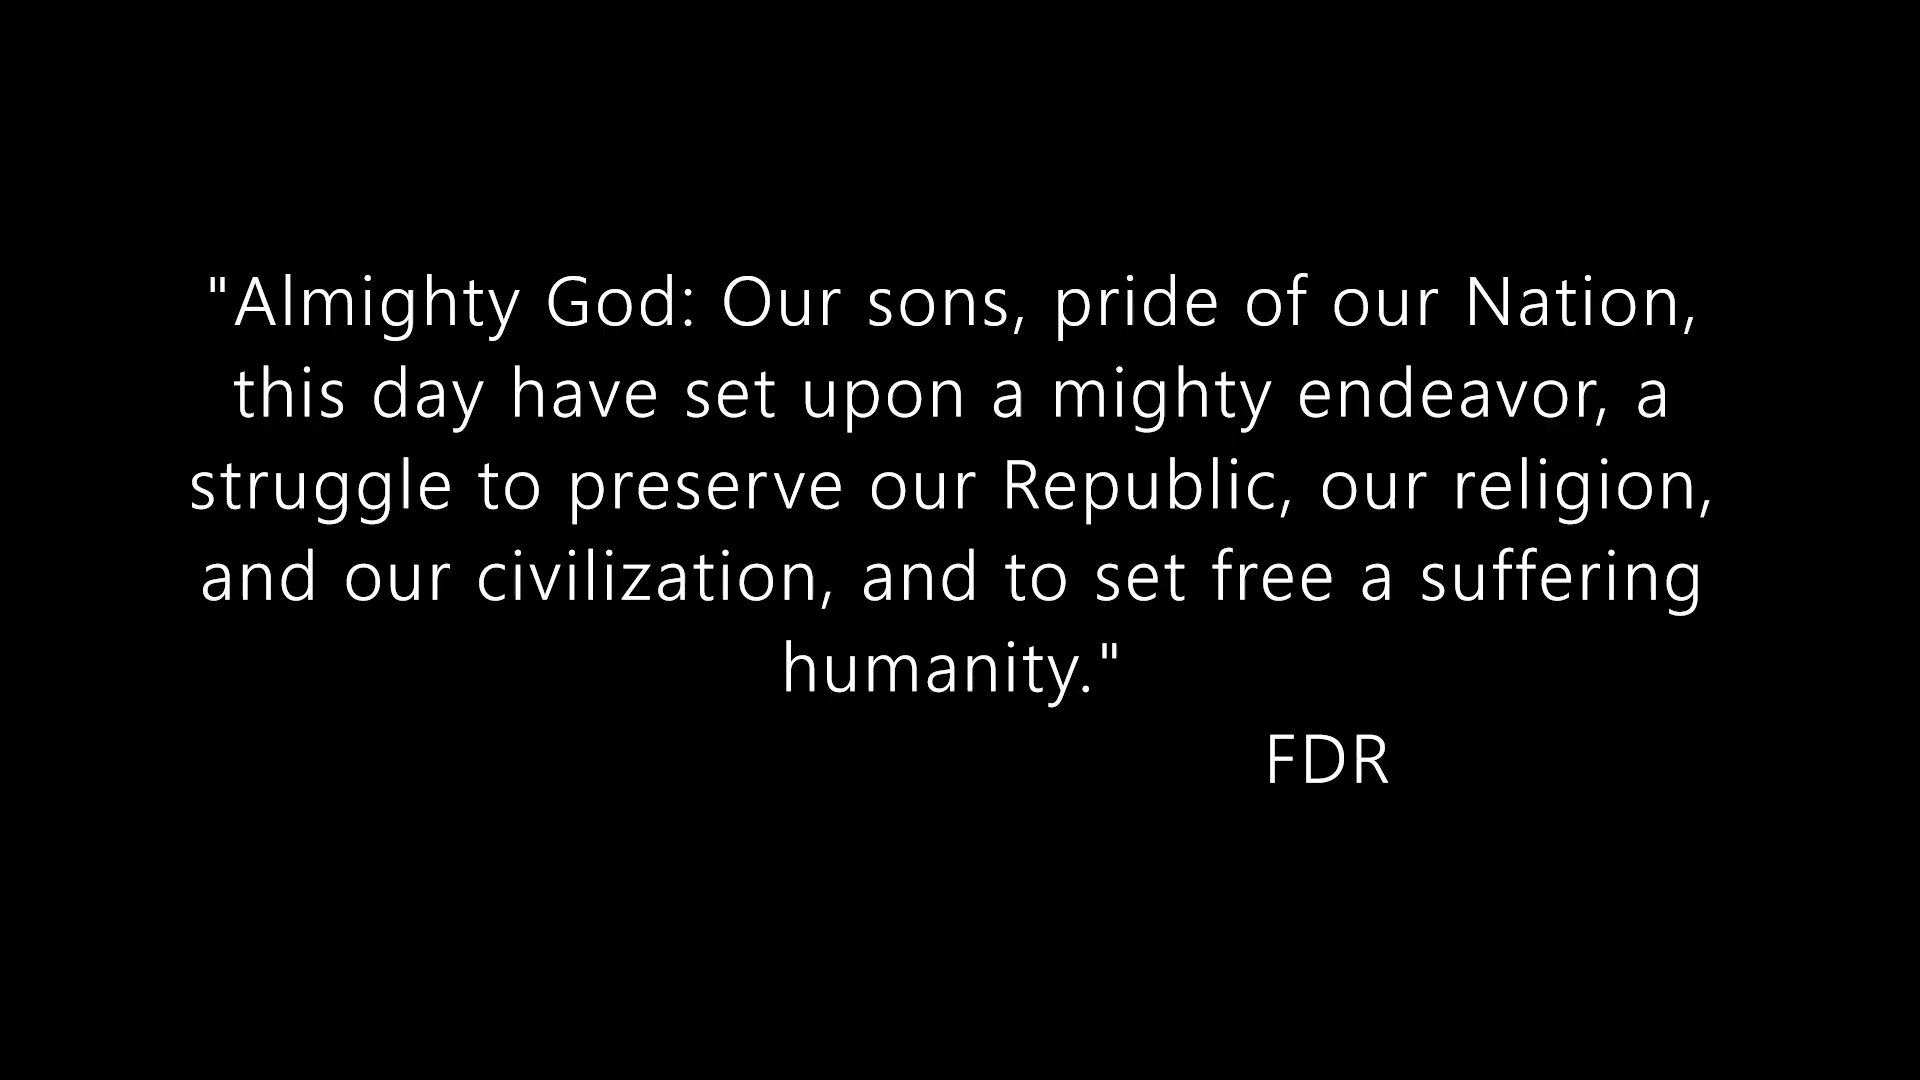 "Almighty God: Our sons, pride of our Nation,
this day have set upon a mighty endeavor, a
struggle to preserve our Republic, our religion,
and our civilization, and to set free a suffering
humanity."
FDR